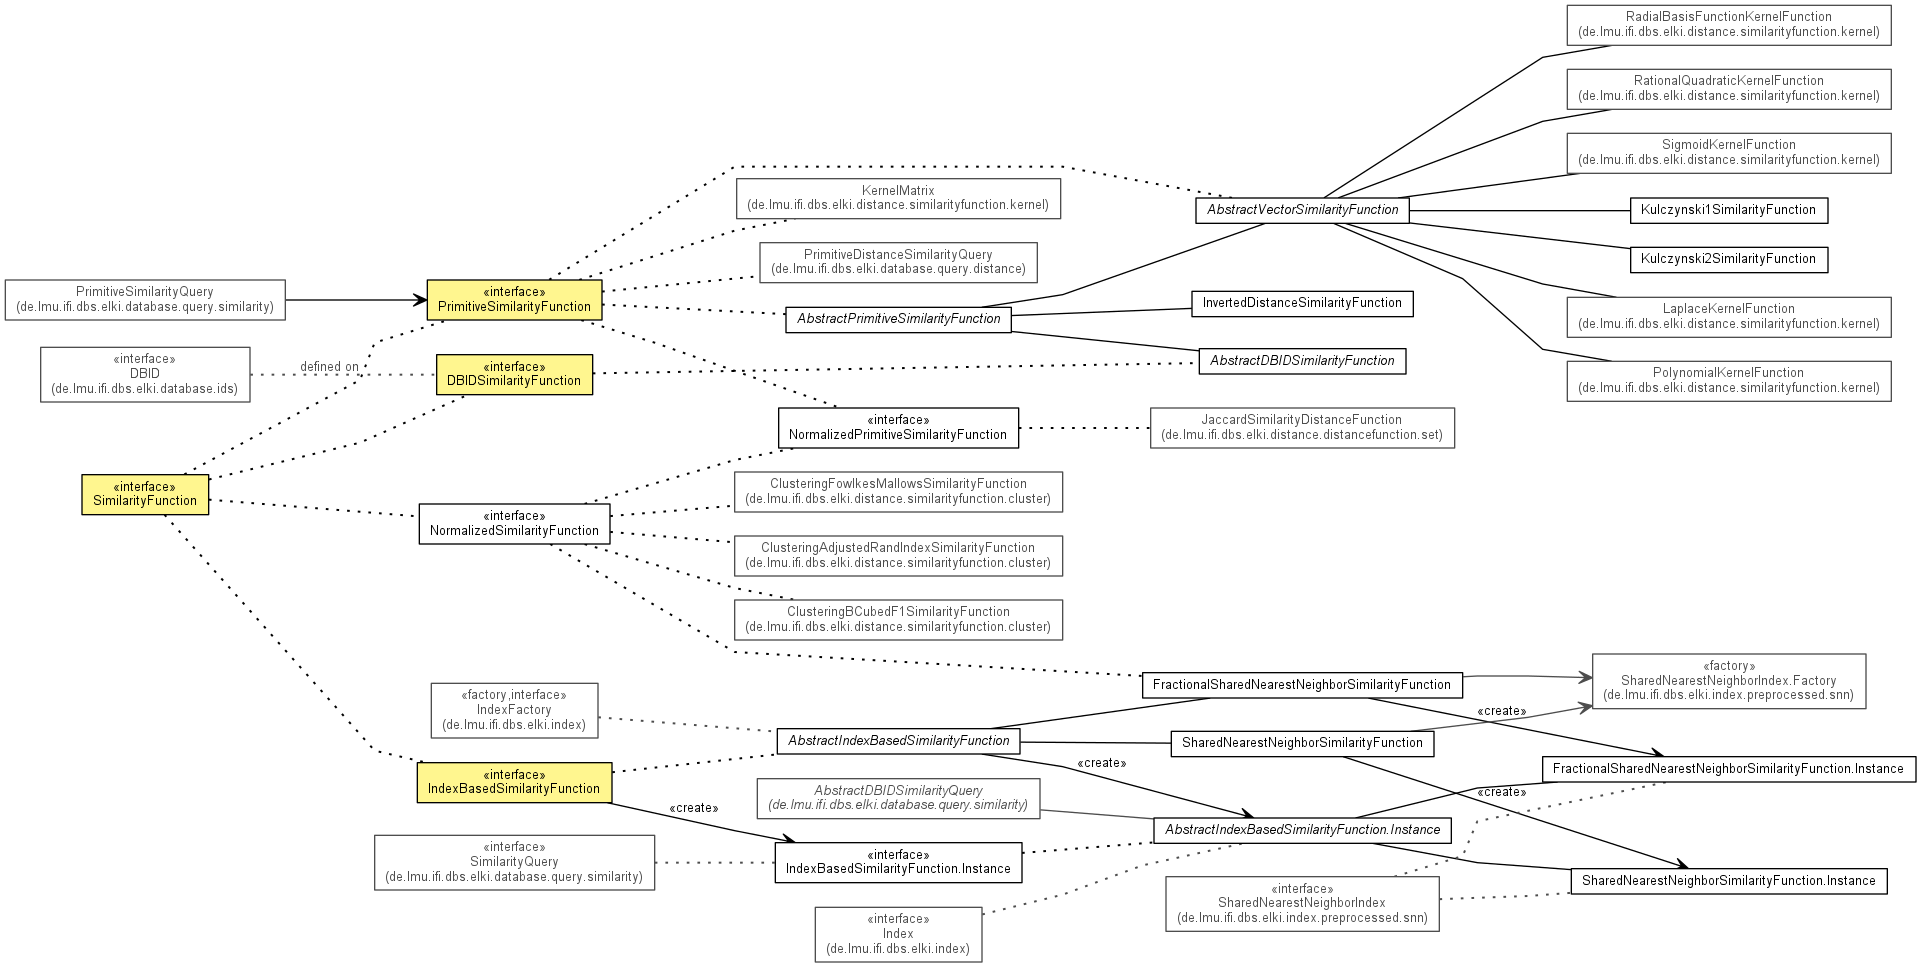 RadialBasisFunctionKernelFunction
(de.lmu.ifi.dbs.elki.distance.similarityfunction.kernel)
RationalQuadraticKernelFunction
(de.lmu.ifi.dbs.elki.distance.similarityfunction.kernel)
SigmoidKernelFunction
(de.lmu.ifi.dbs.elki.distance.similarityfunction.kernel)
KernelMatrix
(de.lmu.ifi.dbs.elki.distance.similarityfunction.kernel)
AbstractVectorSimilarityFunction
Kulczynski1SimilarityFunction
PrimitiveDistanceSimilarityQuery
(de.lmu.ifi.dbs.elki.database.query.distance)
Kulczynski2SimilarityFunction
PrimitiveSimilarityQuery
(de.lmu.ifi.dbs.elki.database.query.similarity)
«interface»
PrimitiveSimilarityFunction
AbstractPrimitiveSimilarityFunction
InvertedDistanceSimilarityFunction
LaplaceKernelFunction
(de.lmu.ifi.dbs.elki.distance.similarityfunction.kernel)
«interface»
DBID
(de.lmu.ifi.dbs.elki.database.ids)
defined on
«interface»
DBIDSimilarityFunction
AbstractDBIDSimilarityFunction
PolynomialKernelFunction
(de.lmu.ifi.dbs.elki.distance.similarityfunction.kernel)
«interface»
NormalizedPrimitiveSimilarityFunction
JaccardSimilarityDistanceFunction
(de.lmu.ifi.dbs.elki.distance.distancefunction.set)
«interface»
SimilarityFunction
ClusteringFowlkesMallowsSimilarityFunction
(de.lmu.ifi.dbs.elki.distance.similarityfunction.cluster)
«interface»
NormalizedSimilarityFunction
ClusteringAdjustedRandIndexSimilarityFunction
(de.lmu.ifi.dbs.elki.distance.similarityfunction.cluster)
ClusteringBCubedF1SimilarityFunction
(de.lmu.ifi.dbs.elki.distance.similarityfunction.cluster)
FractionalSharedNearestNeighborSimilarityFunction
«factory»
SharedNearestNeighborIndex.Factory
(de.lmu.ifi.dbs.elki.index.preprocessed.snn)
«factory,interface»
IndexFactory
(de.lmu.ifi.dbs.elki.index)
«create»
AbstractIndexBasedSimilarityFunction
SharedNearestNeighborSimilarityFunction
«create»
FractionalSharedNearestNeighborSimilarityFunction.Instance
«interface»
IndexBasedSimilarityFunction
AbstractDBIDSimilarityQuery
(de.lmu.ifi.dbs.elki.database.query.similarity)
«create»
«create»
AbstractIndexBasedSimilarityFunction.Instance
«interface»
SimilarityQuery
(de.lmu.ifi.dbs.elki.database.query.similarity)
«interface»
IndexBasedSimilarityFunction.Instance
SharedNearestNeighborSimilarityFunction.Instance
«interface»
SharedNearestNeighborIndex
(de.lmu.ifi.dbs.elki.index.preprocessed.snn)
«interface»
Index
(de.lmu.ifi.dbs.elki.index)